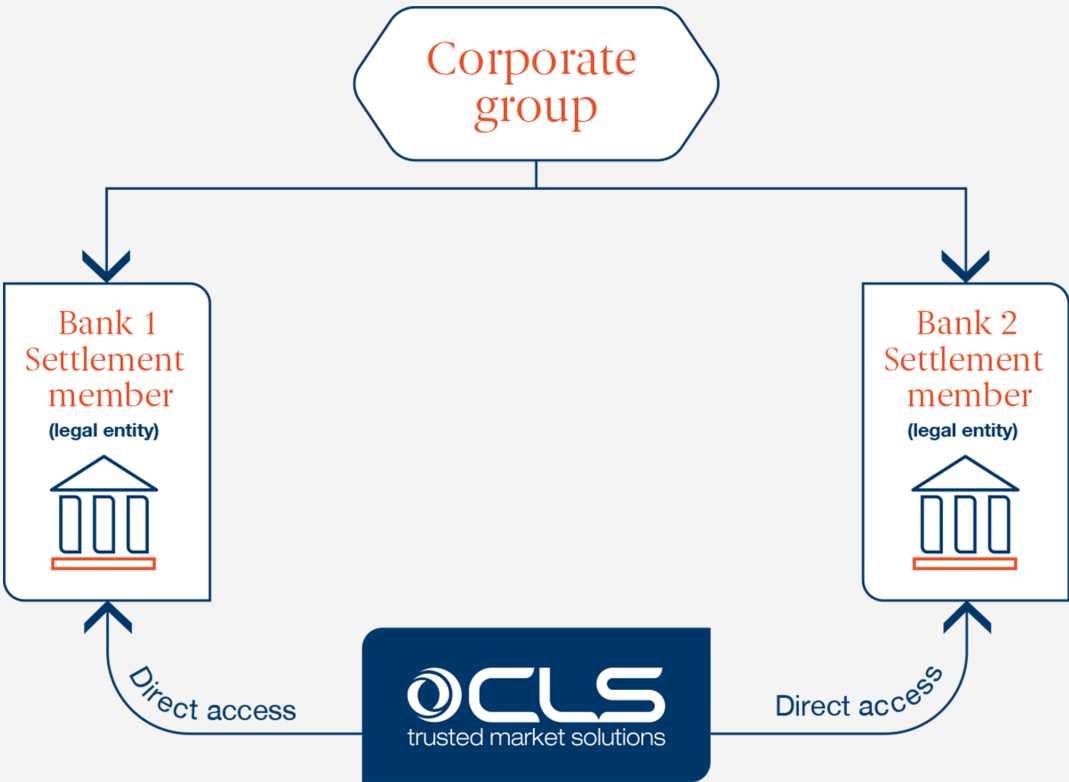 Corporate
group
Bank 1
Settlement
member
(legal entity)
Bank 2
Settlement
member
(legal entity)
Direct access
CLS
trusted market solutions
Direct access